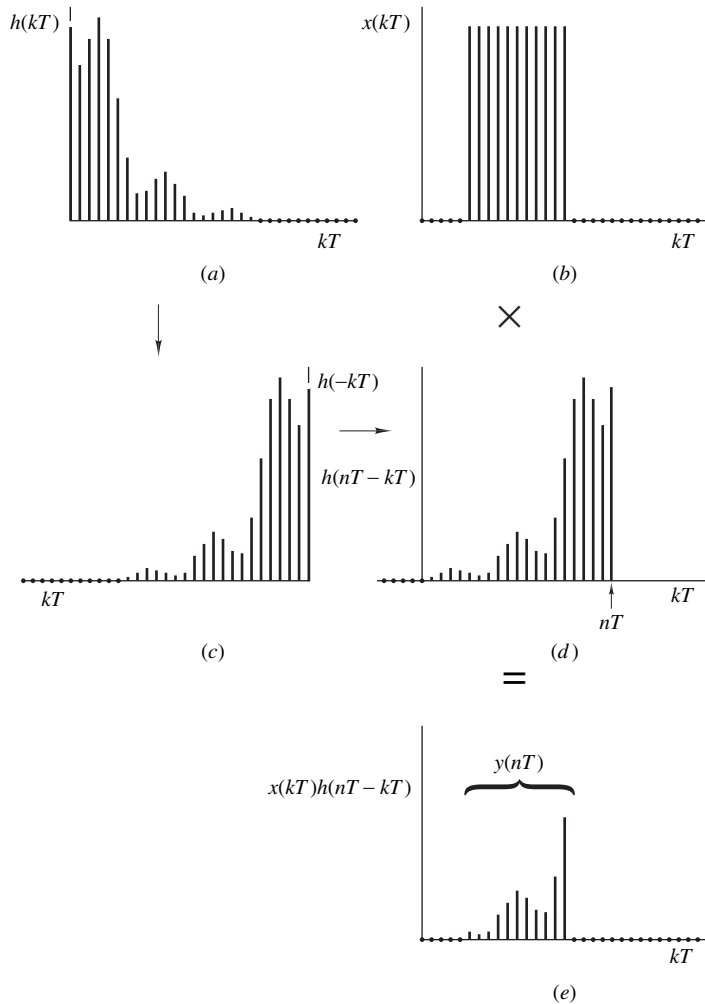 h(kT)
x(kT)
kT
kT
(a)
(b)
×
h(–kT)
h(nT – kT)
kT
kT
nT
(c)
(d)
=
y(nT)
x(kT)h(nT – kT)
kT
(e)